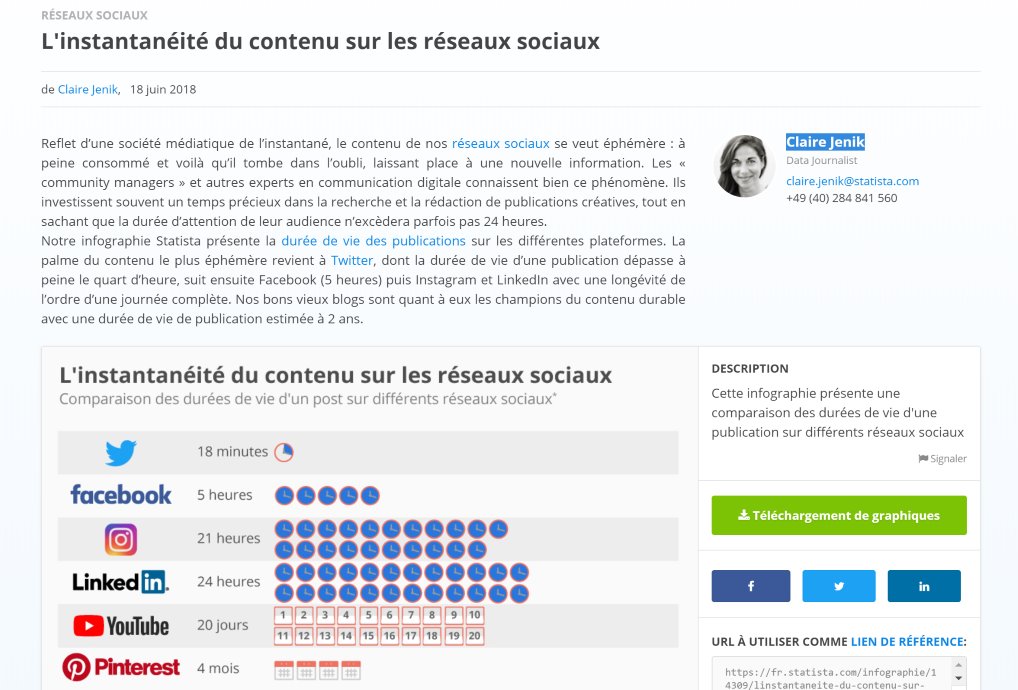 RÉSEAUX SOCIAUX
L'instantanéité du contenu sur les réseaux sociaux
de Claire Jenik, 18 juin 2018
Reflet d’une société médiatique de l’instantané, le contenu de nos réseaux sociaux se veut éphémère : à
peine consommé et voilà qu’il tombe dans l’oubli, laissant place à une nouvelle information. Les «
community managers » et autres experts en communication digitale connaissent bien ce phénomène. Ils
investissent souvent un temps précieux dans la recherche et la rédaction de publications créatives, tout en
sachant que la durée d’attention de leur audience n’excèdera parfois pas 24 heures.
Notre infographie Statista présente la durée de vie des publications sur les différentes plateformes. La
palme du contenu le plus éphémère revient à Twitter, dont la durée de vie d’une publication dépasse à
peine le quart d’heure, suit ensuite Facebook (5 heures) puis Instagram et LinkedIn avec une longévité de
l’ordre d’une journée complète. Nos bons vieux blogs sont quant à eux les champions du contenu durable
avec une durée de vie de publication estimée à 2 ans.
Claire Jenik
Data Journalist
claire.jenik@statista.com
+49 (40) 284 841 560
L'instantanéité du contenu sur les réseaux sociaux
Comparaison des durées de vie d'un post sur différents réseaux sociaux*
18 minutes
facebook 5 heures
21 heures
Linked in. 24 heures
YouTube 20 jours 1 2 3 4 5 6 7 8 9 10
11 12 13 14 15 16 17 18 19 20
Pinterest 4 mois
DESCRIPTION
Cette infographie présente une
comparaison des durées de vie d'une
publication sur différents réseaux sociaux
Signaler
Téléchargement de graphiques
f
in
URL À UTILISER COMME LIEN DE RÉFÉRENCE:
https://fr.statista.com/infographie/1
4309/linstantaneite-du-contenu-sur-